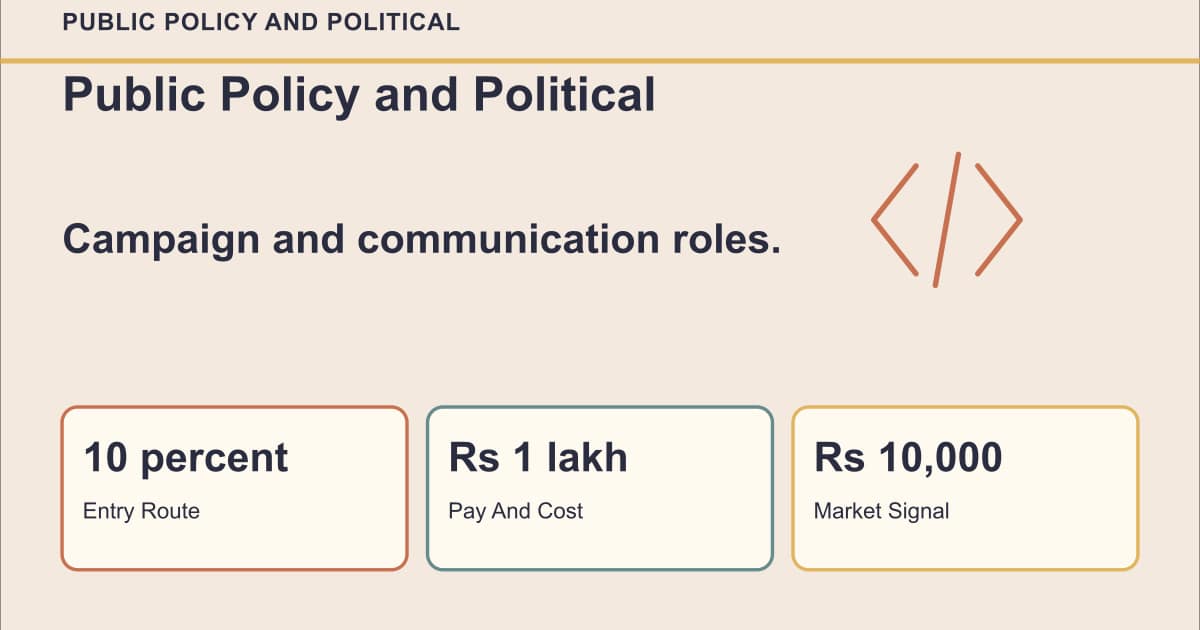 PUBLIC POLICY AND POLITICAL
Public Policy and Political
Campaign and communication roles.
10 percent
Entry Route
Rs 1 lakh
Pay And Cost
Rs 10,000
Market Signal